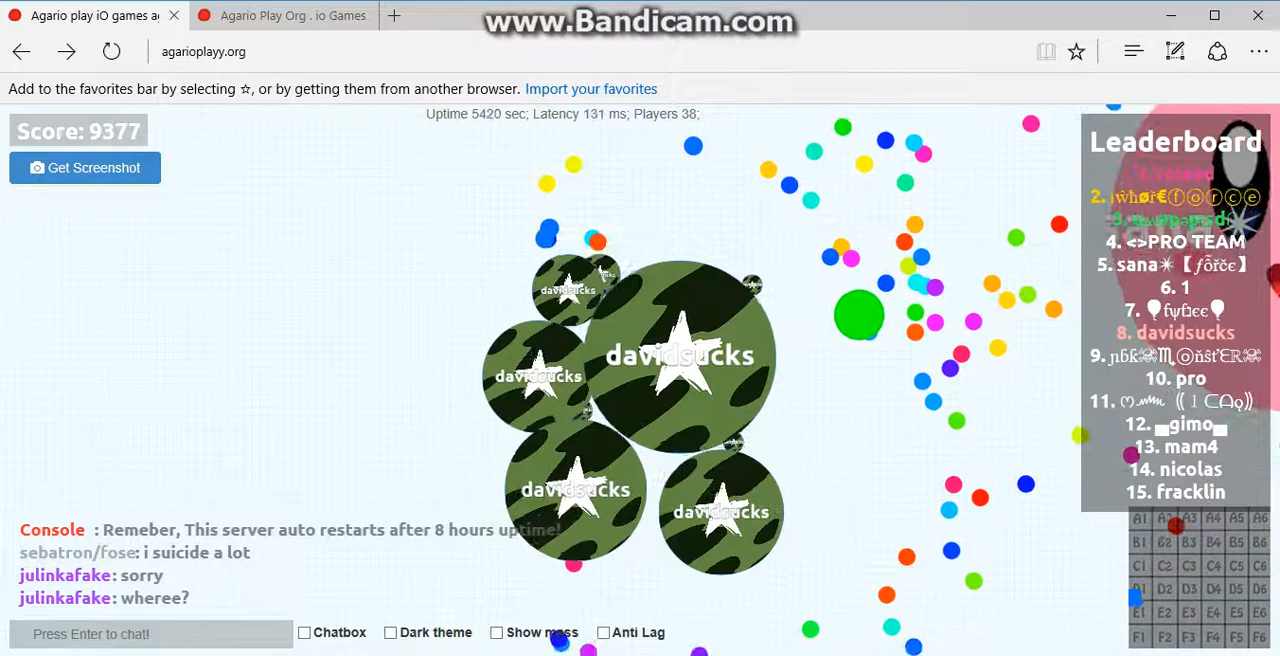 www.Bandicam.com
Agario play iO games ag
Agario Play Org . io Games
agarioplayy.org
Add to the favorites bar by selecting ☆, or by getting them from another browser. Import your favorites
Uptime 5420 sec; Latency 131 ms; Players 38;
Score: 9377
Get Screenshot
Leaderboard
2.
3.
4. <>PRO TEAM
5. sana✶【ƒỗřčє】
6. 1
7.
8. davidsucks
9.
10. pro
11.
12. ▄gimo▄
13. mam4
14. nicolas
15. fracklin
davidsucks
davidsucks
davidsucks
davidsucks
davidsucks
Console : Remeber, This server auto restarts after 8 hours uptime!
sebatron/fose: i suicide a lot
julinkafake: sorry
julinkafake: wheree?
Press Enter to chat!
Chatbox
Dark theme
Show mass
Anti Lag
A1 A2 A3 A4 A5 A6
B1 B2 B3 B4 B5 B6
C1 C2 C3 C4 C5 C6
D1 D2 D3 D4 D5 D6
E1 E2 E3 E4 E5 E6
F1 F2 F3 F4 F5 F6